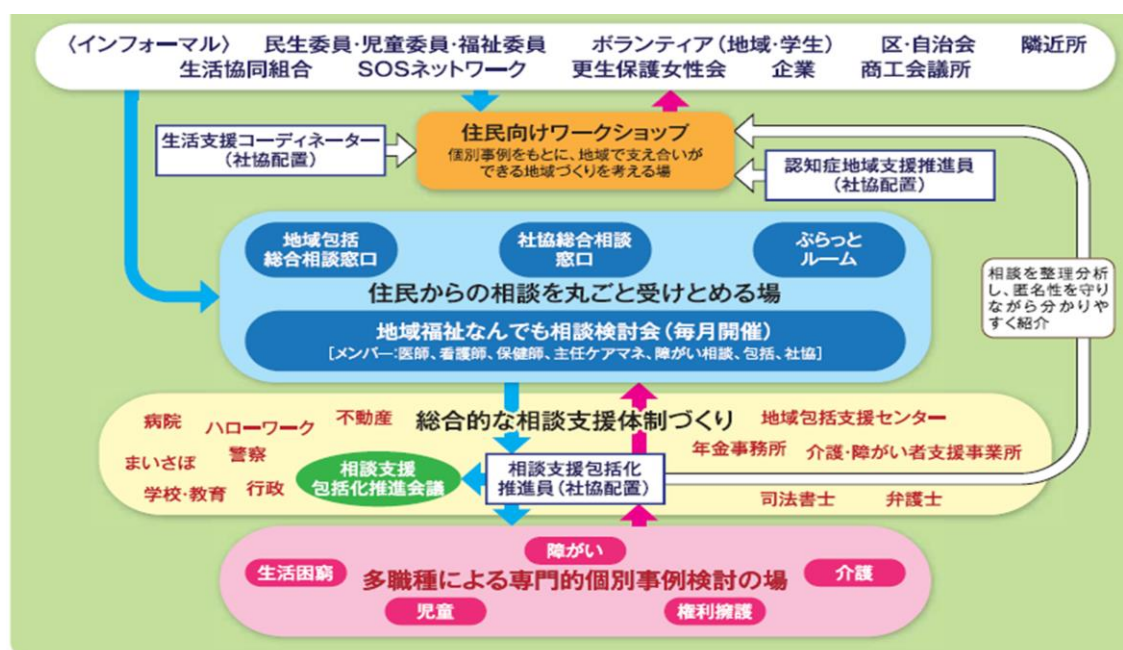 〈インフォーマル〉 民生委員・児童委員・福祉委員 ボランティア（地域・学生） 区・自治会 隣近所
生活協同組合 SOSネットワーク 更生保護女性会 企業 商工会議所
住民向けワークショップ
個別事例をもとに、地域で支え合いが
できる地域づくりを考える場
生活支援コーディネーター
（社協配置）
認知症地域支援推進員
（社協配置）
地域包括
総合相談窓口
社協総合相談
窓口
ぷらっと
ルーム
住民からの相談を丸ごと受けとめる場
地域福祉なんでも相談検討会（毎月開催）
［メンバー：医師、看護師、保健師、主任ケアマネ、障がい相談、包括、社協］
相談を整理分析
し、匿名性を守り
ながら分かりや
すく紹介
病院 ハローワーク 不動産 総合的な相談支援体制づくり 地域包括支援センター
まいさぽ 警察 年金事務所 介護・障がい者支援事業所
学校・教育 行政
相談支援
包括化推進会議
相談支援包括化
推進員（社協配置）
司法書士 弁護士
障がい
生活困窮 多職種による専門的個別事例検討の場 介護
児童 権利擁護